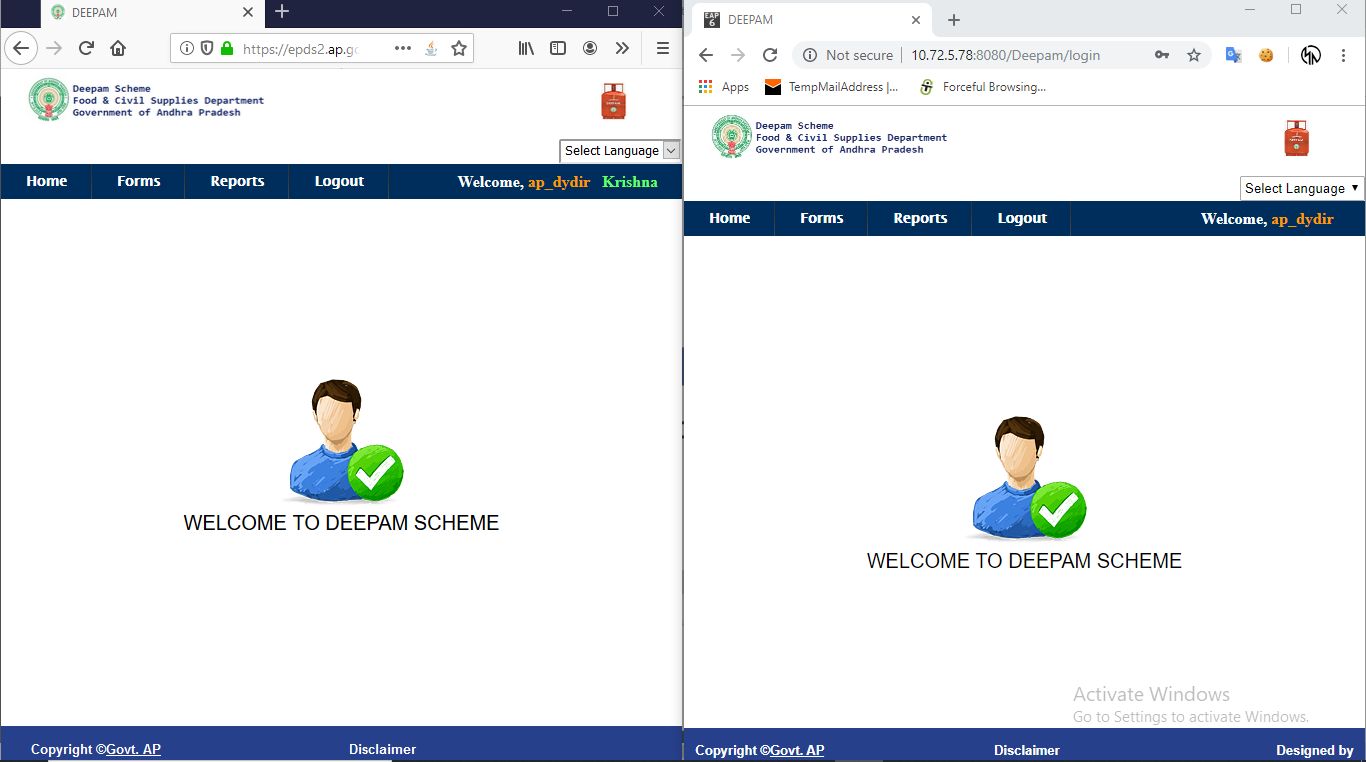 DEEPAM
https://epds2.ap.go
Deepam Scheme
Food & Civil Supplies Department
Government of Andhra Pradesh
Select Language
Home Forms Reports Logout Welcome, ap_dydir Krishna
WELCOME TO DEEPAM SCHEME
Copyright ©Govt. AP Disclaimer
EAP 6 DEEPAM
Not secure 10.72.5.78:8080/Deepam/login
Apps TempMailAddress |... Forceful Browsing...
Deepam Scheme
Food & Civil Supplies Department
Government of Andhra Pradesh
Select Language
Home Forms Reports Logout Welcome, ap_dydir
WELCOME TO DEEPAM SCHEME
Activate Windows
Go to Settings to activate Windows.
Copyright ©Govt. AP Disclaimer Designed by